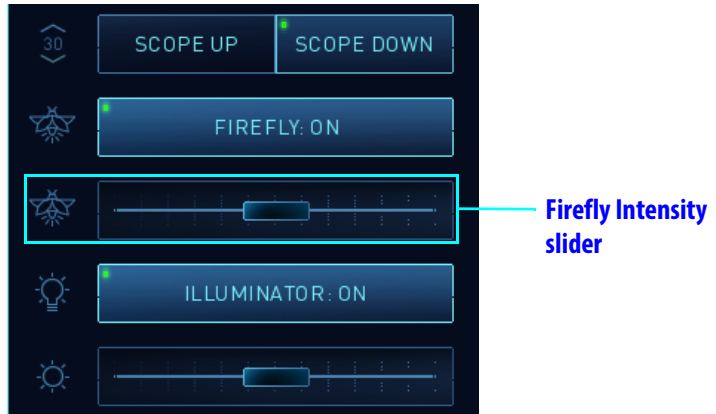 30
SCOPE UP
SCOPE DOWN
FIREFLY: ON
Firefly Intensity
slider
ILLUMINATOR: ON